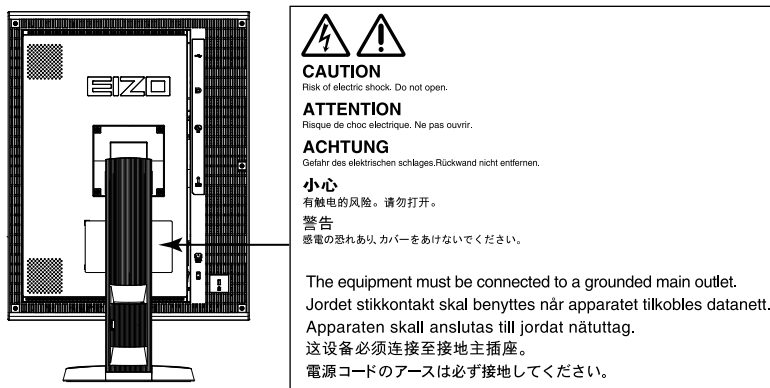 EIZO
CAUTION
Risk of electric shock. Do not open.
ATTENTION
Risque de choc electrique. Ne pas ouvrir.
ACHTUNG
Gefahr des elektrischen schlages.Rückwand nicht entfernen.
小心
有触电的风险。请勿打开。
警告
感電の恐れあり、カバーをあけないでください。
The equipment must be connected to a grounded main outlet.
Jordet stikkontakt skal benyttes når apparatet tilkobles datanett.
Apparaten skall anslutas till jordat nätuttag.
这设备必须连接至接地主插座。
電源コードのアースは必ず接地してください。